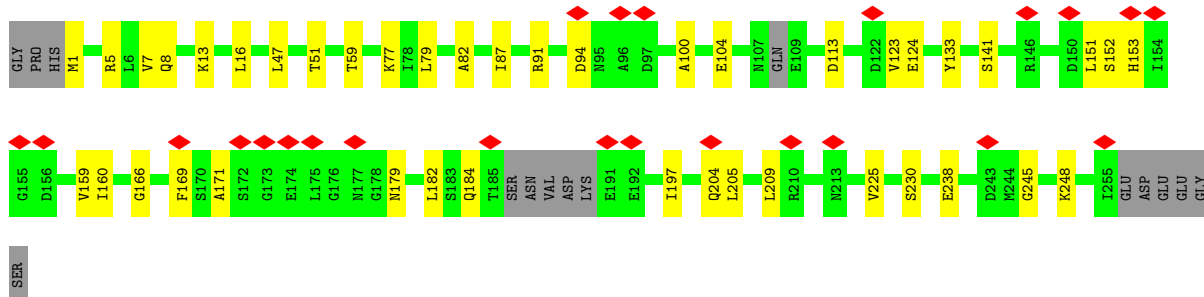 GLY PRO HIS M1 R5 L6 V7 Q8 K13 L16 L47 T51 T59 K77 I78 L79 A82 I87 R91 D94 N95 A96 D97 A100 E104 N107 GLN E109 D113 D122 V123 E124 Y133 S141 R146 D150 L151 S152 H153 I154
G155 D156 V159 I160 G166 F169 S170 A171 S172 G173 E174 L175 G176 N177 G178 N179 L182 S183 Q184 T185 SER ASN VAL ASP LYS E191 E192 I197 Q204 L205 L209 R210 N213 V225 S230 E238 D243 M244 G245 K248 I255 GLU ASP GLU GLU GLY
SER